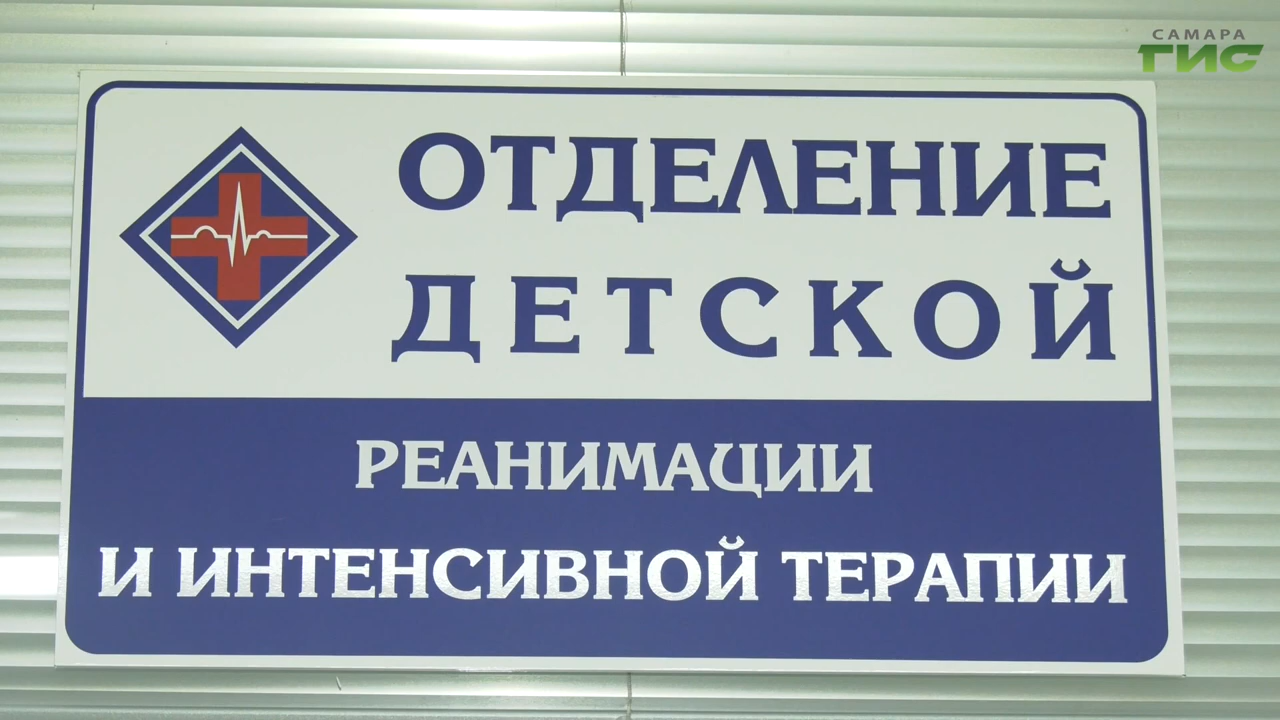 САМАРА
ГИС
ОТДЕЛЕНИЕ
ДЕТСКОЙ
РЕАНИМАЦИИ
И ИНТЕНСИВНОЙ ТЕРАПИИ